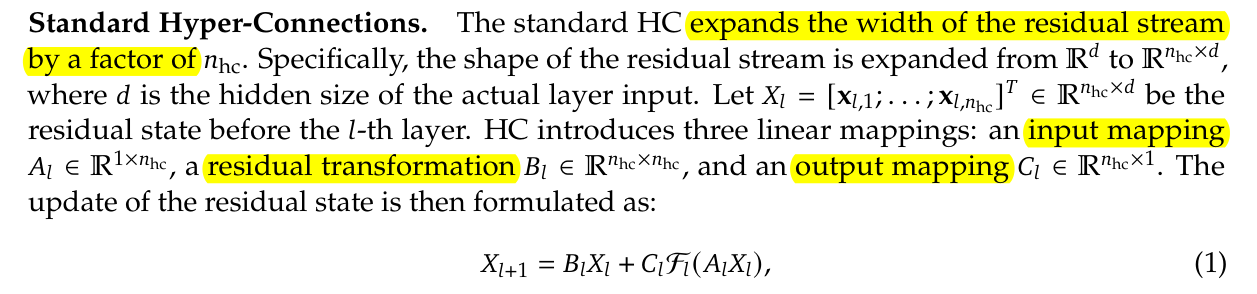 Standard Hyper-Connections. The standard HC expands the width of the residual stream
by a factor of n_hc. Specifically, the shape of the residual stream is expanded from ℝ^d to ℝ^{n_hc×d},
where d is the hidden size of the actual layer input. Let X_l = [x_{l,1}; . . . ; x_{l,n_hc}]^T ∈ ℝ^{n_hc×d} be the
residual state before the l-th layer. HC introduces three linear mappings: an input mapping
A_l ∈ ℝ^{1×n_hc}, a residual transformation B_l ∈ ℝ^{n_hc×n_hc}, and an output mapping C_l ∈ ℝ^{n_hc×1}. The
update of the residual state is then formulated as:
X_{l+1} = B_l X_l + C_l ℱ_l(A_l X_l), (1)